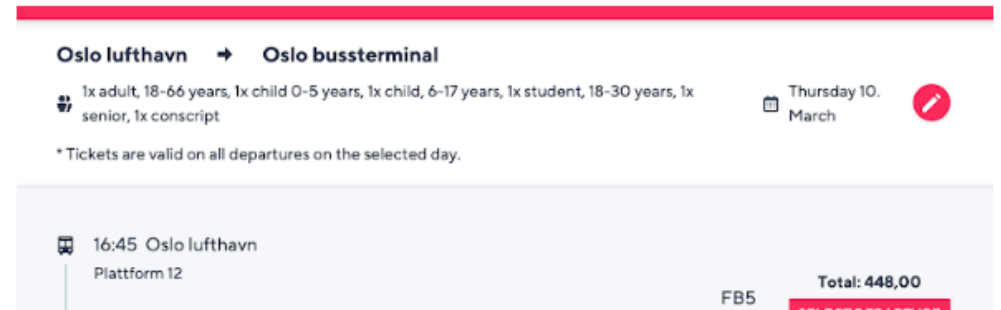 Oslo lufthavn → Oslo bussterminal
1x adult, 18-66 years, 1x child 0-5 years, 1x child, 6-17 years, 1x student, 18-30 years, 1x
senior, 1x conscript
Thursday 10.
March
* Tickets are valid on all departures on the selected day.
16:45 Oslo lufthavn
Plattform 12
Total: 448,00
FB5